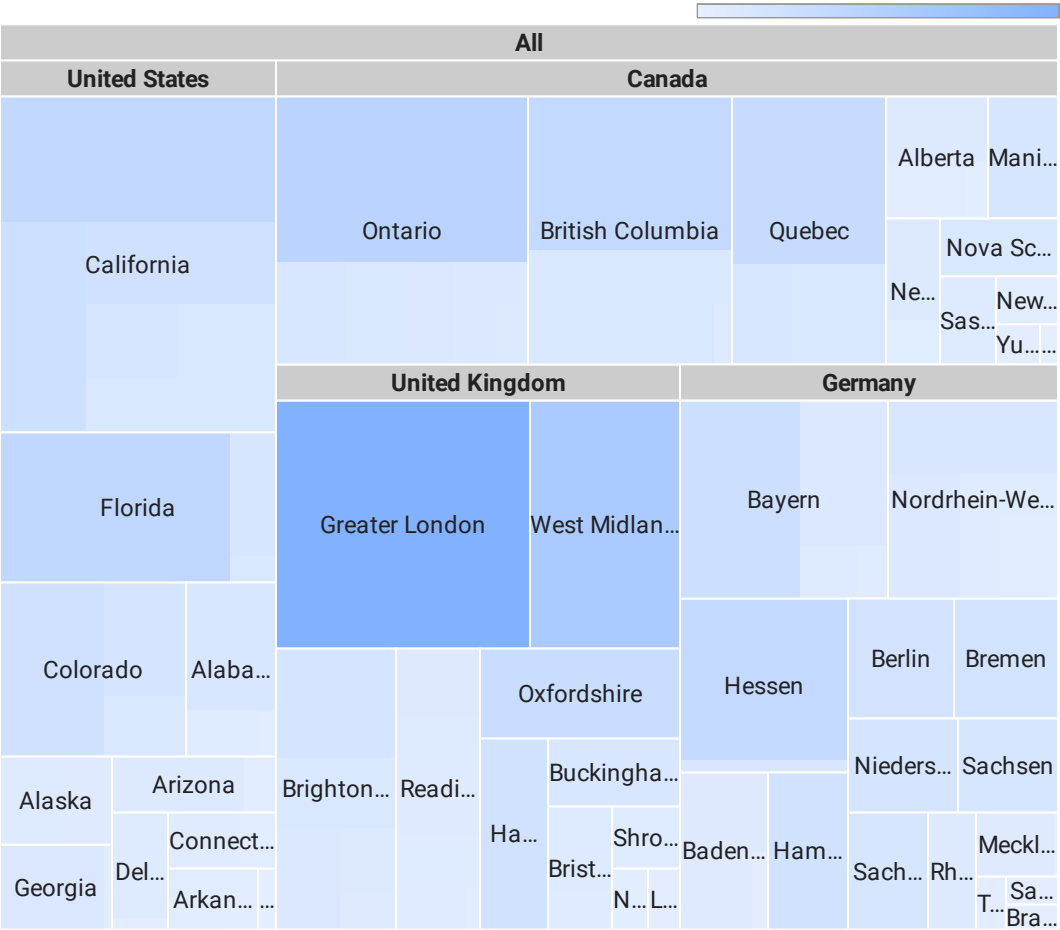 All
United States
Canada
California
Ontario
British Columbia
Quebec
Alberta
Mani...
Ne...
Nova Sc...
Sas...
New...
Yu...
...
Florida
Colorado
Alaba...
Alaska
Arizona
Georgia
Del...
Connect...
Arkan...
...
United Kingdom
Greater London
West Midlan...
Brighton...
Readi...
Oxfordshire
Ha...
Buckingha...
Brist...
Shro...
N...
L...
Germany
Bayern
Nordrhein-We...
Hessen
Berlin
Bremen
Nieders...
Sachsen
Baden...
Ham...
Sach...
Rh...
Meckl...
T...
Sa...
Bra...